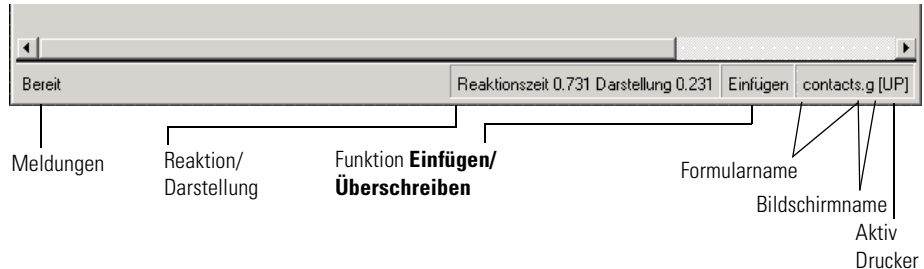 Bereit
Reaktionszeit 0.731 Darstellung 0.231
Einfügen
contacts.g [UP]
Meldungen
Reaktion/
Darstellung
Funktion Einfügen/
Überschreiben
Formularname
Bildschirmname
Aktiv
Drucker